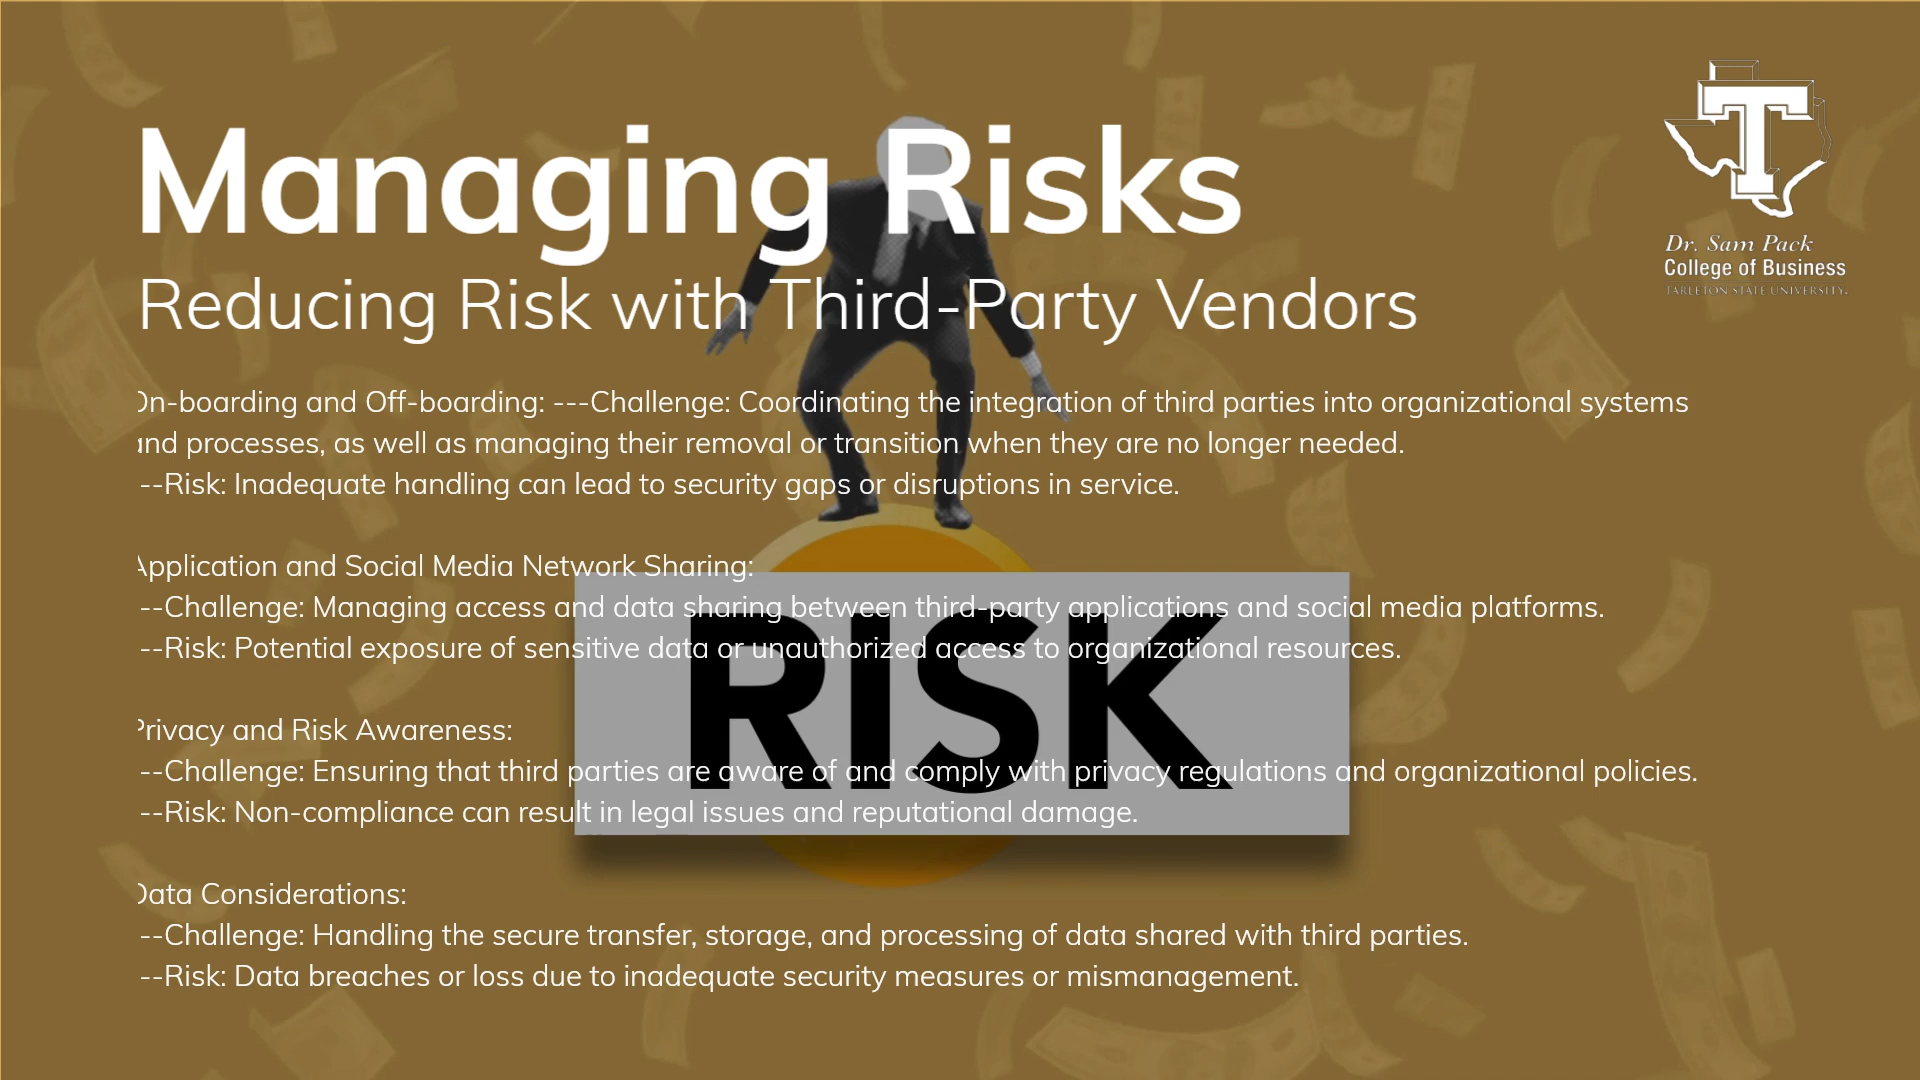 Managing Risks
Reducing Risk with Third-Party Vendors
Dr. Sam Pack
College of Business
TARLETON STATE UNIVERSITY.
On-boarding and Off-boarding: ---Challenge: Coordinating the integration of third parties into organizational systems
and processes, as well as managing their removal or transition when they are no longer needed.
--Risk: Inadequate handling can lead to security gaps or disruptions in service.
Application and Social Media Network Sharing:
--Challenge: Managing access and data sharing between third-party applications and social media platforms.
--Risk: Potential exposure of sensitive data or unauthorized access to organizational resources.
Privacy and Risk Awareness:
--Challenge: Ensuring that third parties are aware of and comply with privacy regulations and organizational policies.
--Risk: Non-compliance can result in legal issues and reputational damage.
Data Considerations:
--Challenge: Handling the secure transfer, storage, and processing of data shared with third parties.
--Risk: Data breaches or loss due to inadequate security measures or mismanagement.
RISK
T